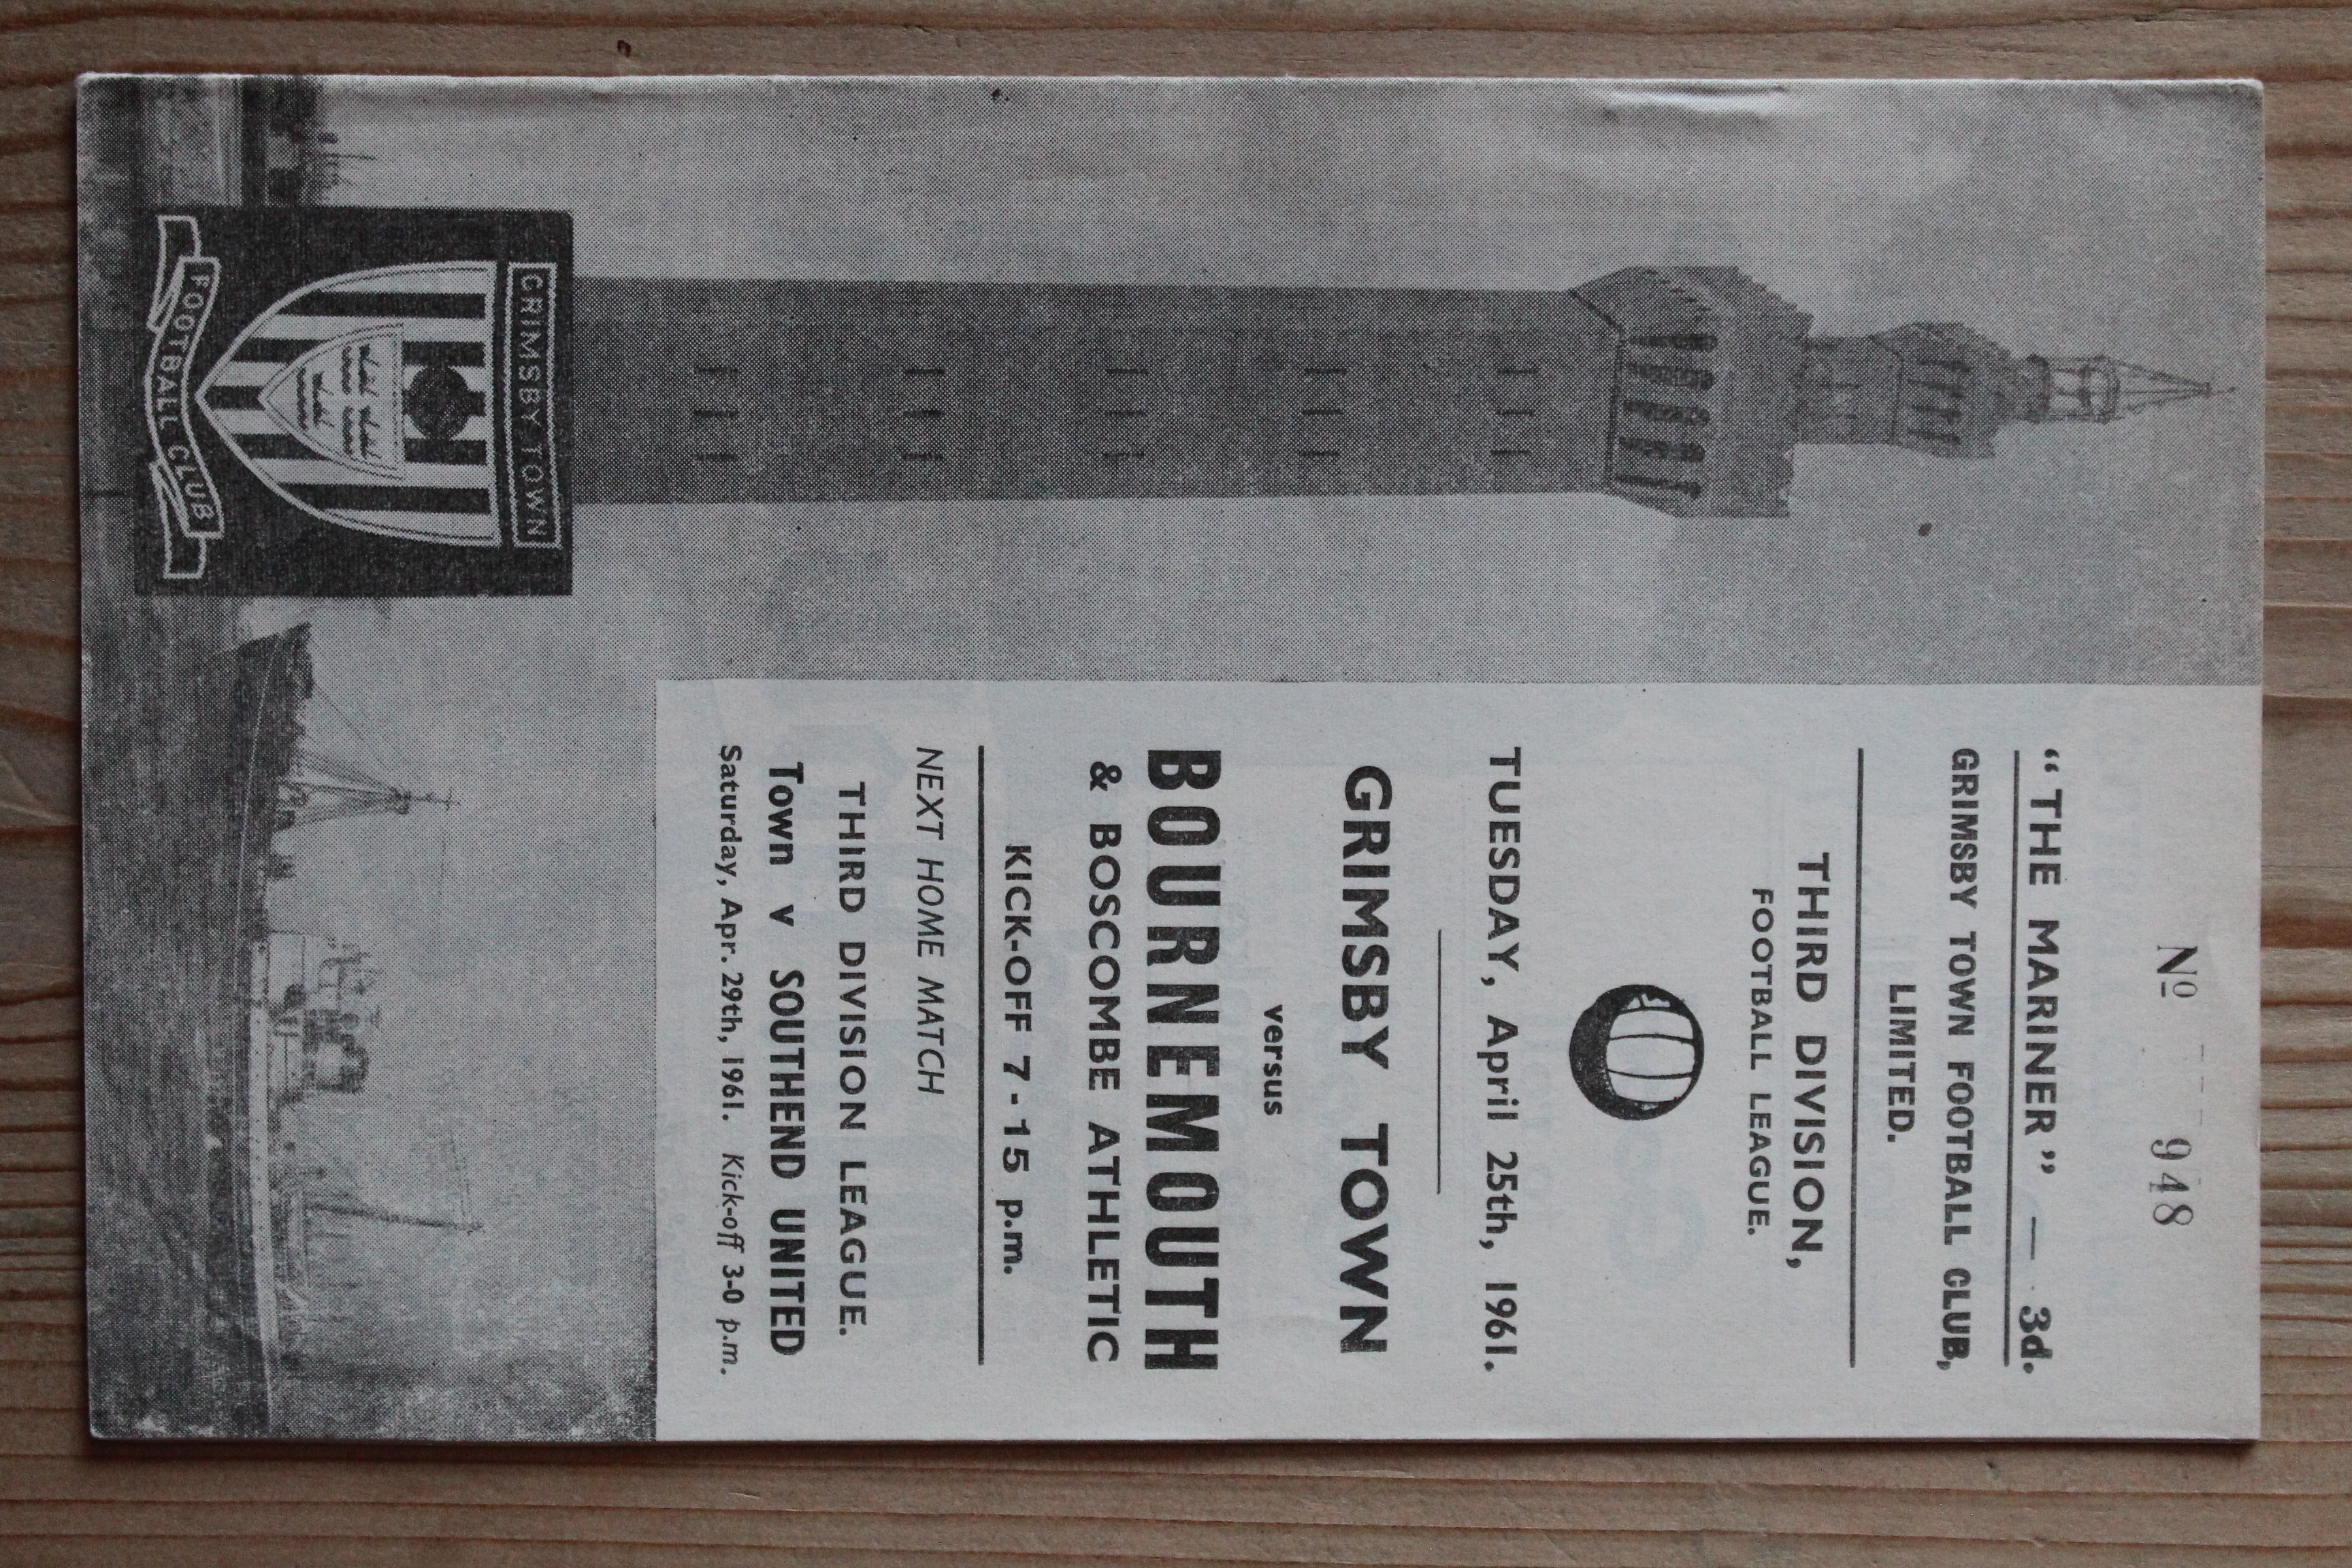 Nº 948
“THE MARINER” — 3d.
GRIMSBY TOWN FOOTBALL CLUB,
LIMITED.
THIRD DIVISION,
FOOTBALL LEAGUE.
TUESDAY, April 25th, 1961.
GRIMSBY TOWN
versus
BOURNEMOUTH
& BOSCOMBE ATHLETIC
KICK-OFF 7-15 p.m.
NEXT HOME MATCH
THIRD DIVISION LEAGUE.
Town v SOUTHEND UNITED
Saturday, Apr. 29th, 1961. Kick-off 3-0 p.m.
GRIMSBY TOWN
FOOTBALL CLUB